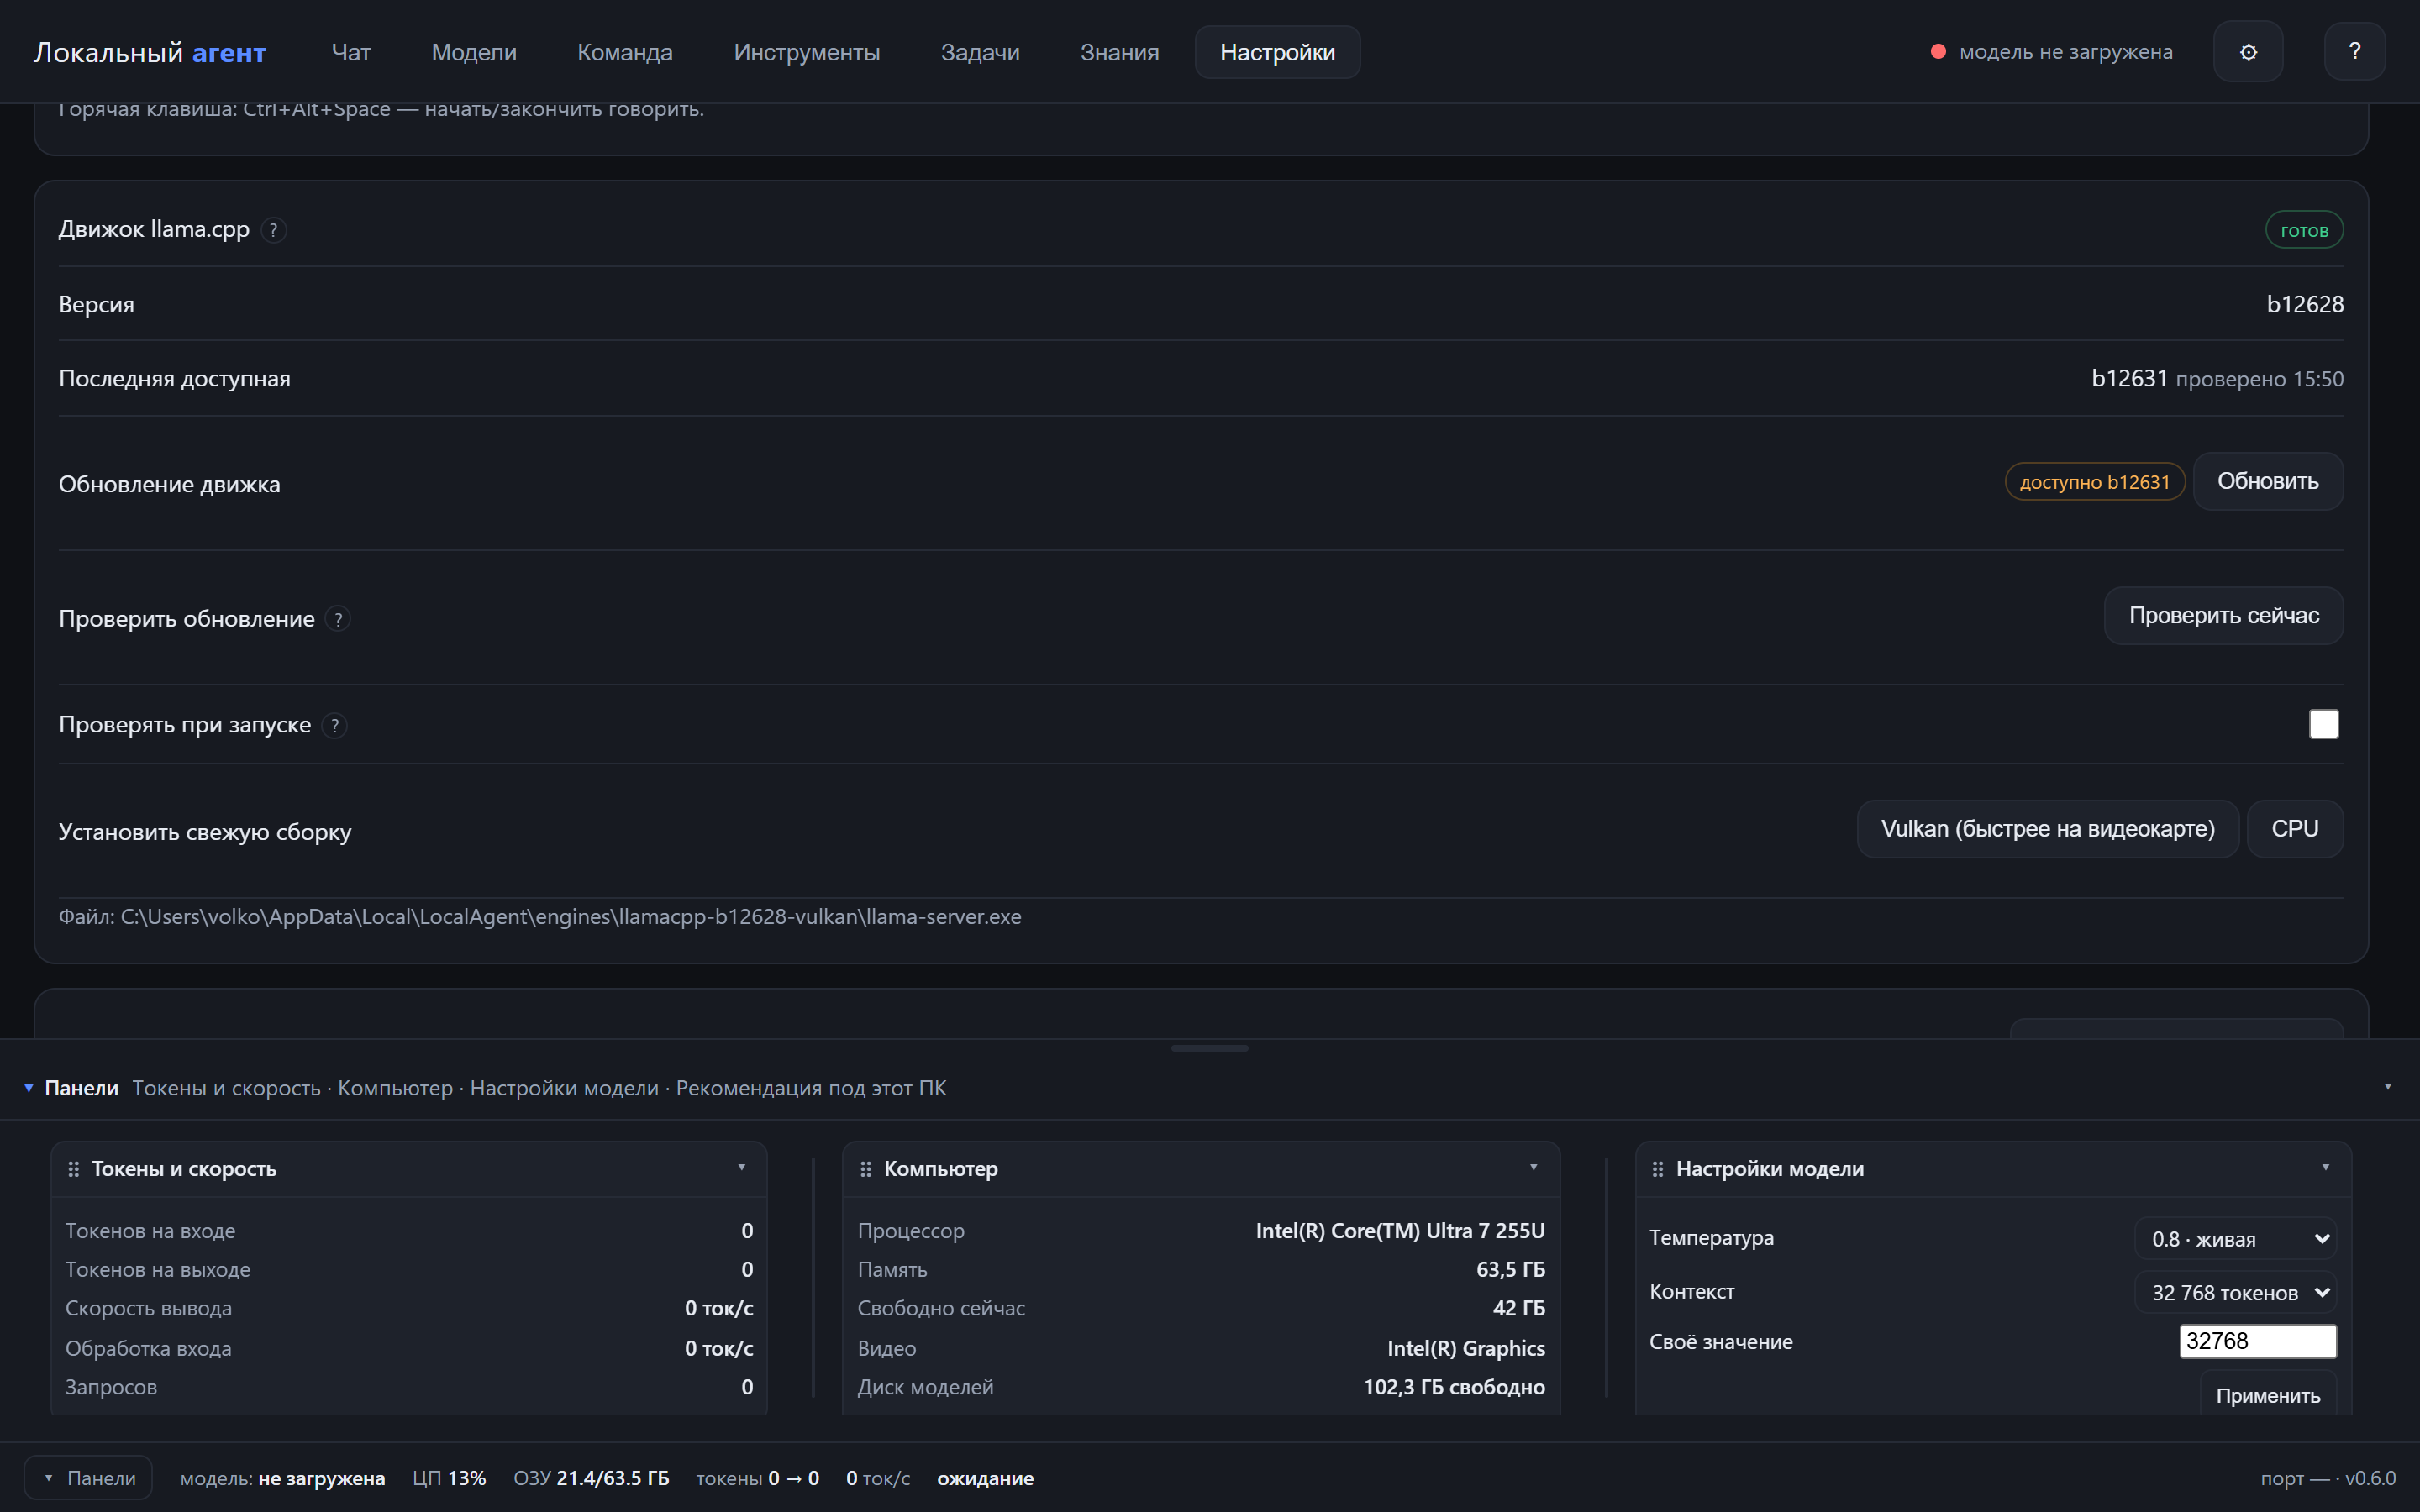 Локальный агент Чат Модели Команда Инструменты Задачи Знания Настройки модель не загружена ?
Горячая клавиша: Ctrl+Alt+Space — начать/закончить говорить.
Движок llama.cpp ? готов
Версия b12628
Последняя доступная b12631 проверено 15:50
Обновление движка доступно b12631 Обновить
Проверить обновление ? Проверить сейчас
Проверять при запуске ?
Установить свежую сборку Vulkan (быстрее на видеокарте) CPU
Файл: C:\Users\volko\AppData\Local\LocalAgent\engines\llamacpp-b12628-vulkan\llama-server.exe
Панели Токены и скорость · Компьютер · Настройки модели · Рекомендация под этот ПК
Токены и скорость
Токенов на входе 0
Токенов на выходе 0
Скорость вывода 0 ток/с
Обработка входа 0 ток/с
Запросов 0
Компьютер
Процессор Intel(R) Core(TM) Ultra 7 255U
Память 63,5 ГБ
Свободно сейчас 42 ГБ
Видео Intel(R) Graphics
Диск моделей 102,3 ГБ свободно
Настройки модели
Температура 0.8 · живая
Контекст 32 768 токенов
Своё значение 32768
Применить
Панели модель: не загружена ЦП 13% ОЗУ 21.4/63.5 ГБ токены 0 → 0 0 ток/с ожидание порт — · v0.6.0